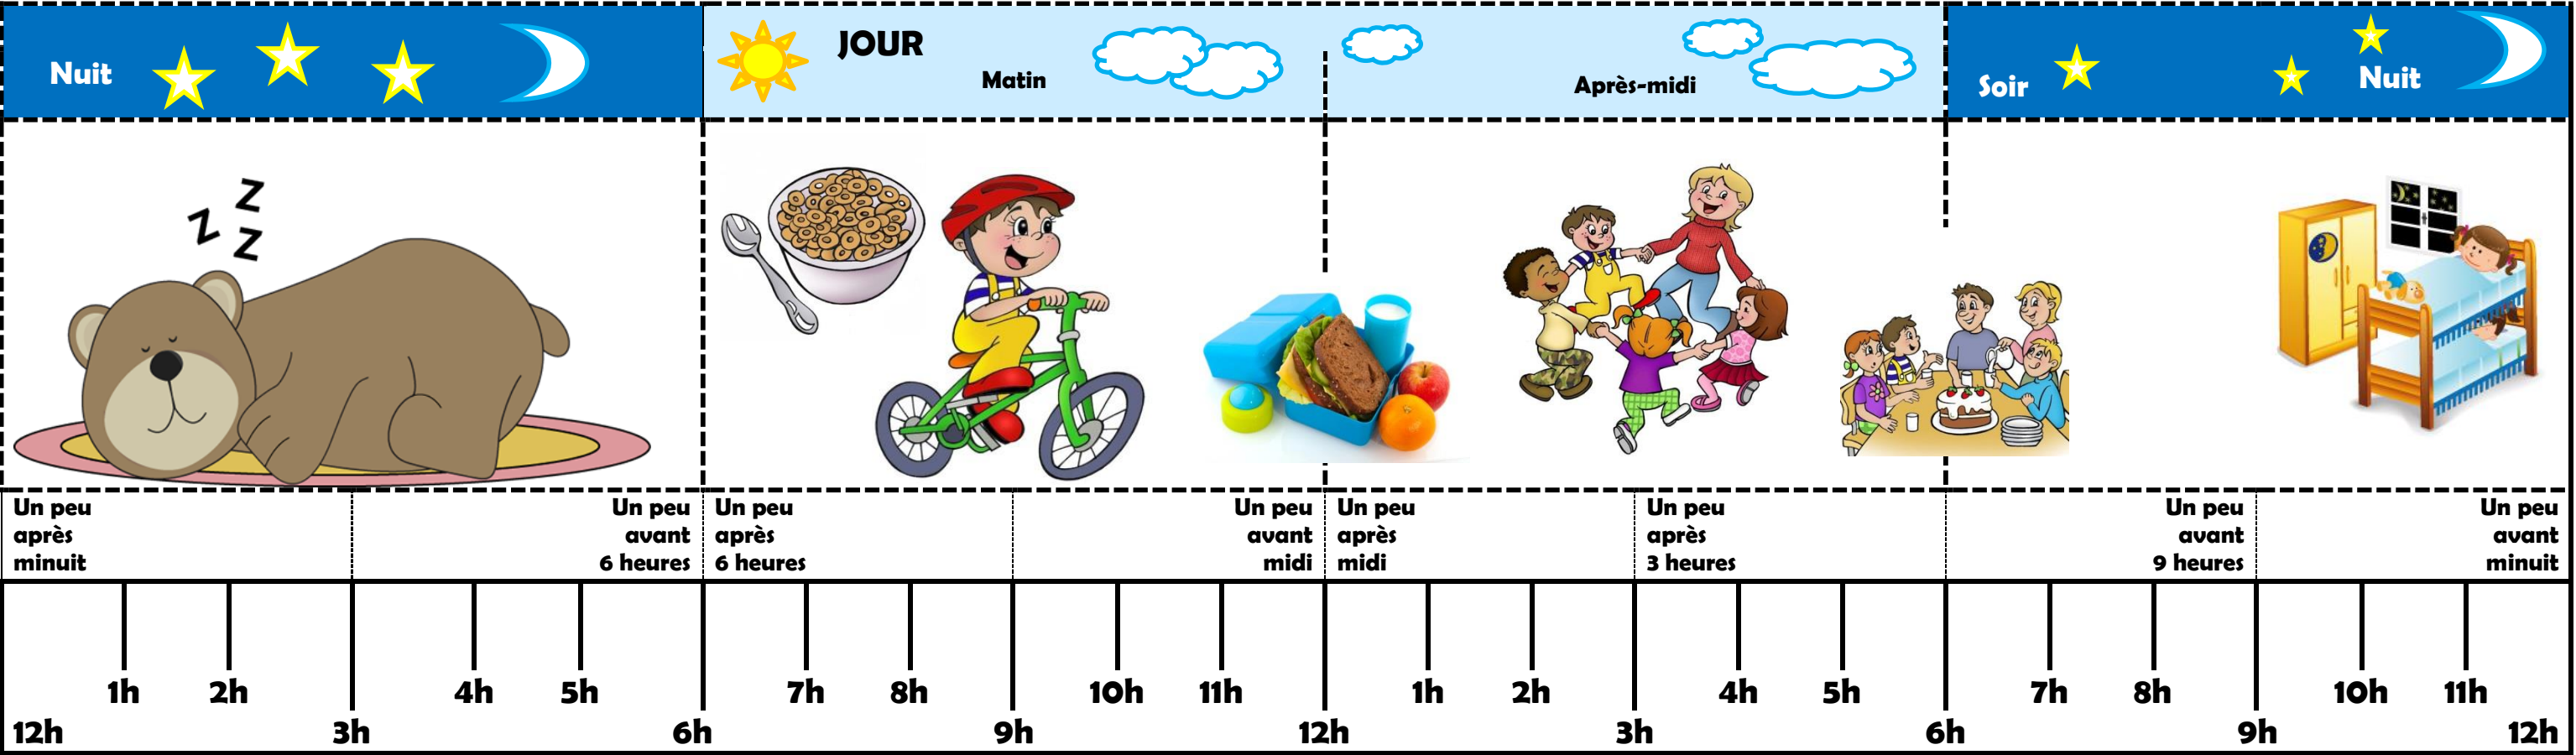 Nuit
JOUR
Matin
Après-midi
Soir
Nuit
Z
Z
Z
Un peu
après
minuit
Un peu
avant
6 heures
Un peu
après
6 heures
Un peu
avant
midi
Un peu
après
midi
Un peu
après
3 heures
Un peu
avant
9 heures
Un peu
avant
minuit
1h 2h 4h 5h 7h 8h 10h 11h 1h 2h 4h 5h 7h 8h 10h 11h
12h 3h 6h 9h 12h 3h 6h 9h 12h